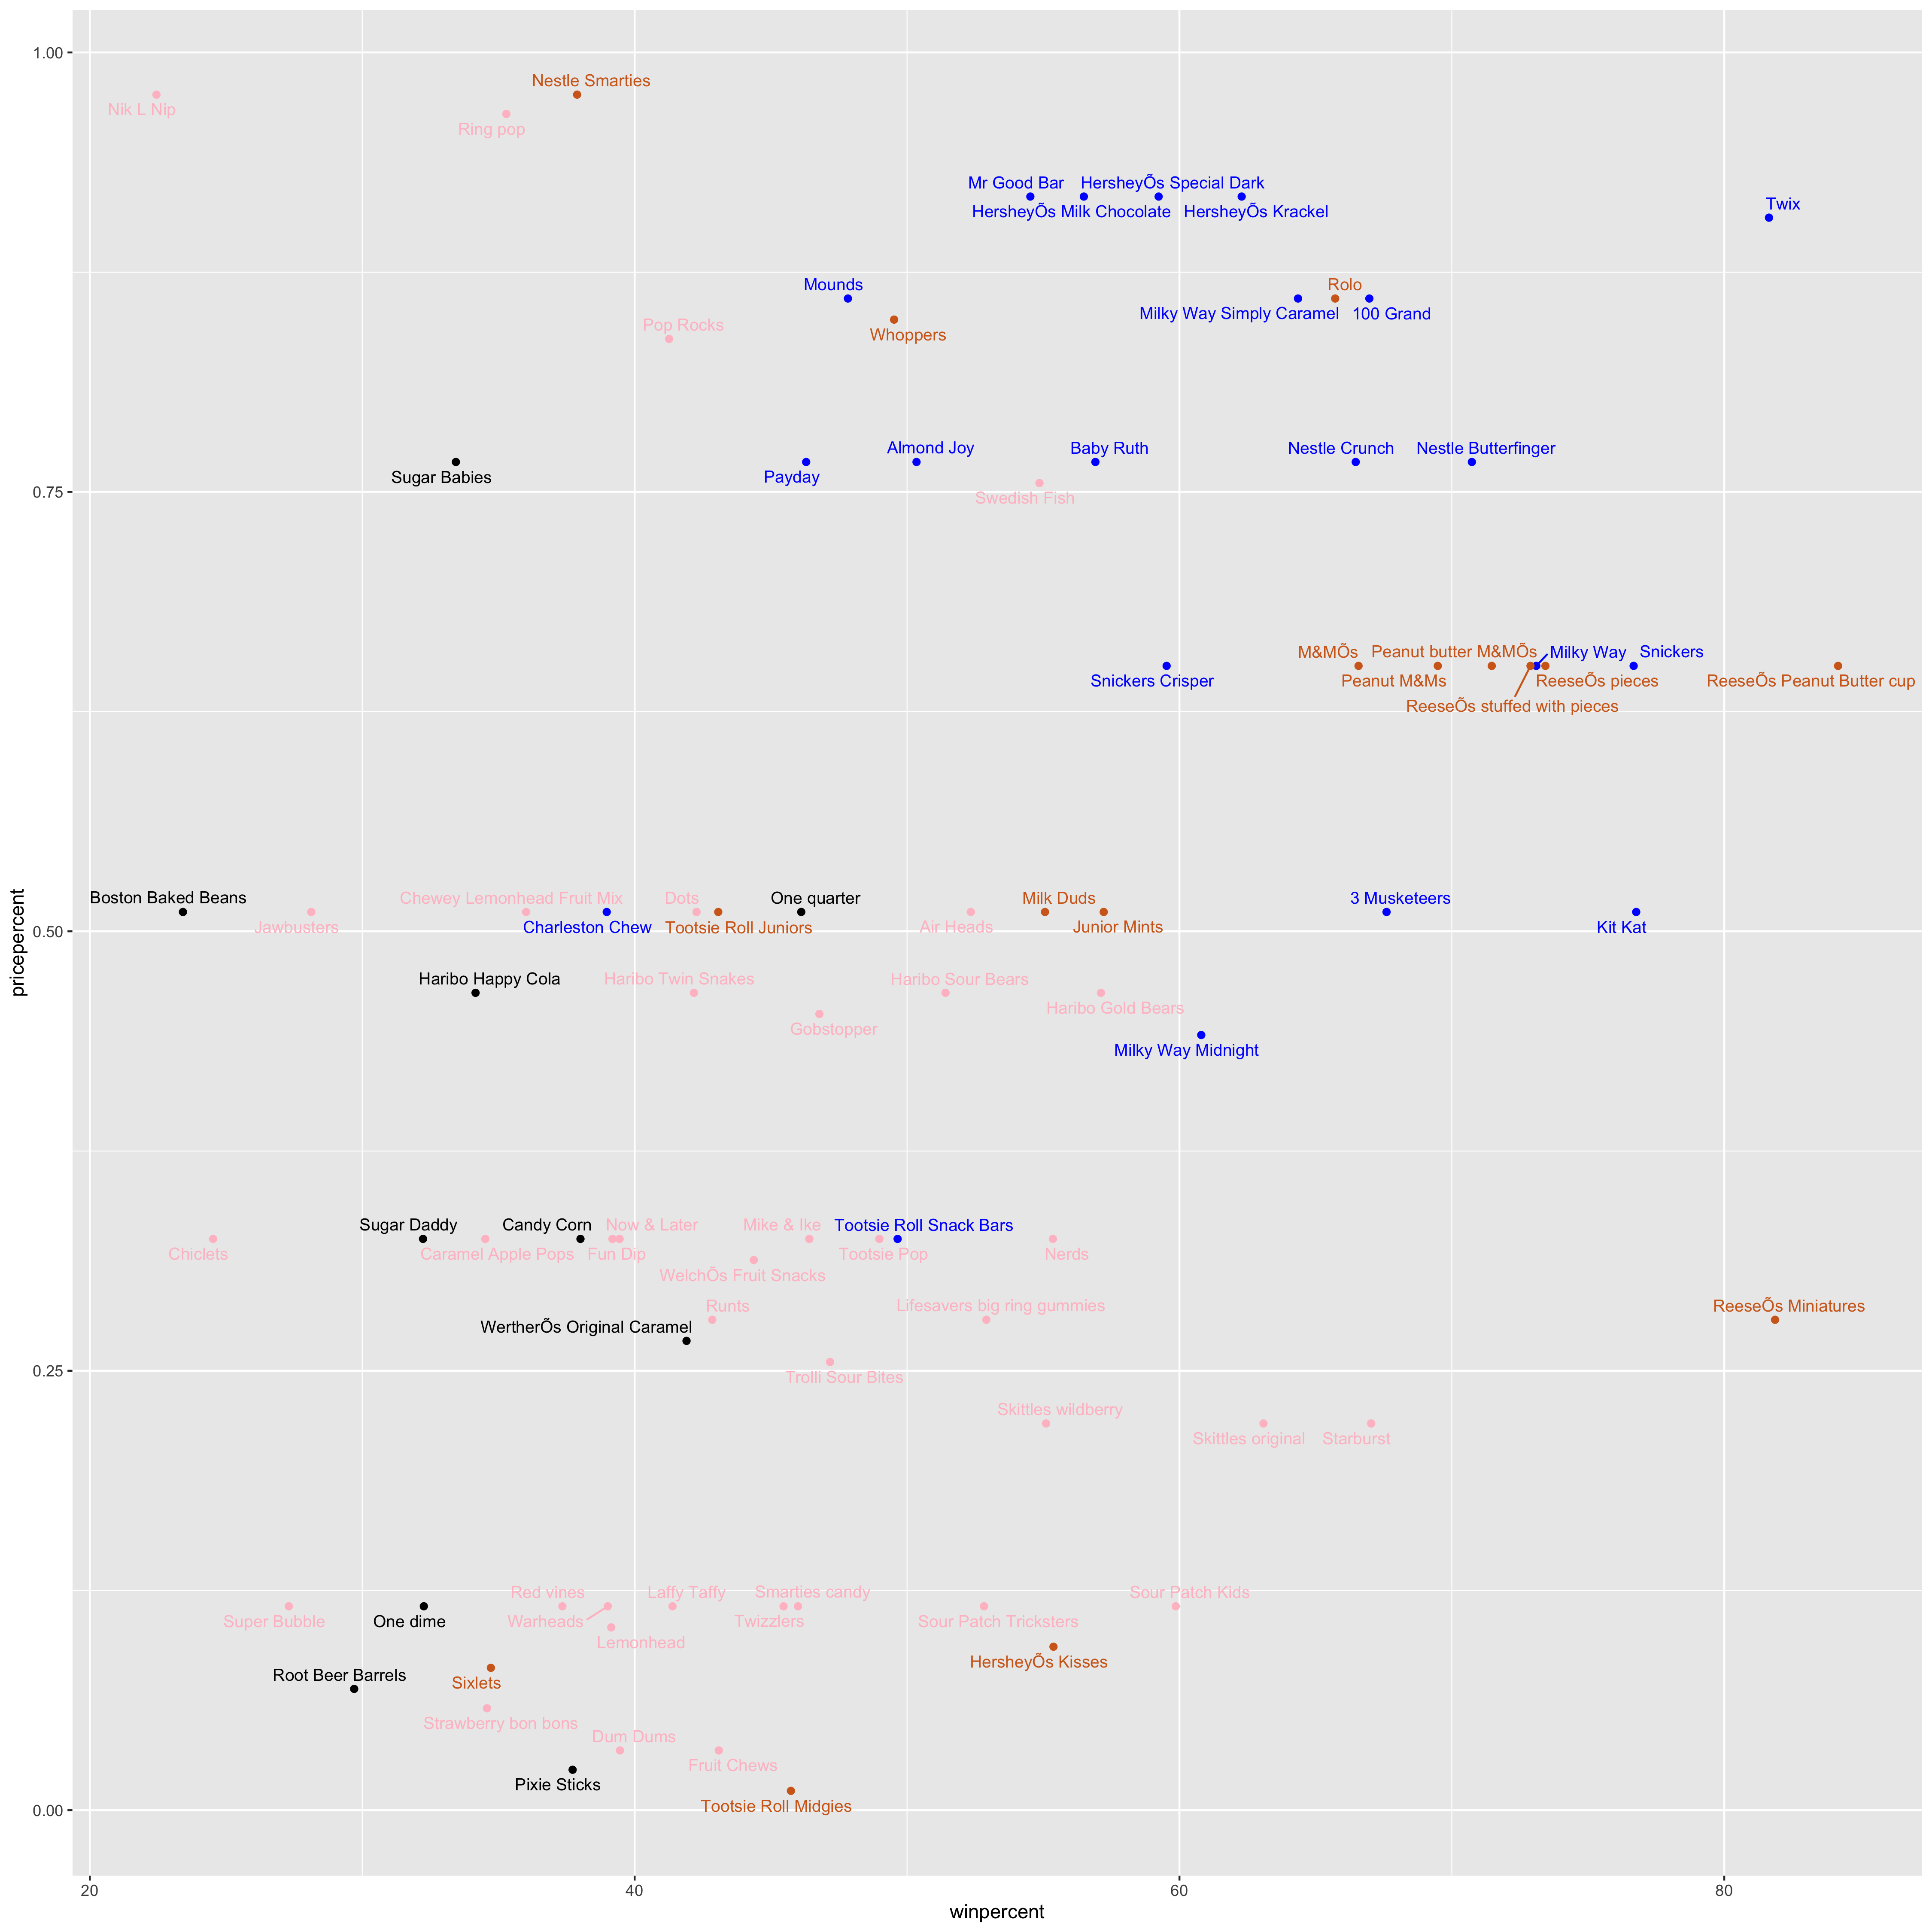 1.00
Nestle Smarties
Nik L Nip
Ring pop
Mr Good Bar
HersheyÕs Special Dark
HersheyÕs Milk Chocolate
HersheyÕs Krackel
Twix
Mounds
Rolo
Milky Way Simply Caramel
100 Grand
Pop Rocks
Whoppers
Almond Joy
Baby Ruth
Nestle Crunch
Nestle Butterfinger
Sugar Babies
Payday
0.75
Swedish Fish
M&MÕs
Peanut butter M&MÕs
Milky Way
Snickers
Snickers Crisper
Peanut M&Ms
ReeseÕs pieces
ReeseÕs Peanut Butter cup
ReeseÕs stuffed with pieces
Boston Baked Beans
Chewey Lemonhead Fruit Mix
Dots
One quarter
Milk Duds
3 Musketeers
Jawbusters
Charleston Chew
Tootsie Roll Juniors
Air Heads
Junior Mints
Kit Kat
0.50
pricepercent
Haribo Happy Cola
Haribo Twin Snakes
Haribo Sour Bears
Haribo Gold Bears
Gobstopper
Milky Way Midnight
Sugar Daddy
Candy Corn
Now & Later
Mike & Ike
Tootsie Roll Snack Bars
Chiclets
Caramel Apple Pops
Fun Dip
Tootsie Pop
Nerds
WelchÕs Fruit Snacks
Runts
Lifesavers big ring gummies
ReeseÕs Miniatures
WertherÕs Original Caramel
0.25
Trolli Sour Bites
Skittles wildberry
Skittles original
Starburst
Red vines
Laffy Taffy
Smarties candy
Sour Patch Kids
Super Bubble
One dime
Warheads
Twizzlers
Sour Patch Tricksters
Lemonhead
HersheyÕs Kisses
Root Beer Barrels
Sixlets
Strawberry bon bons
Dum Dums
Fruit Chews
Pixie Sticks
Tootsie Roll Midgies
0.00
20
40
60
80
winpercent